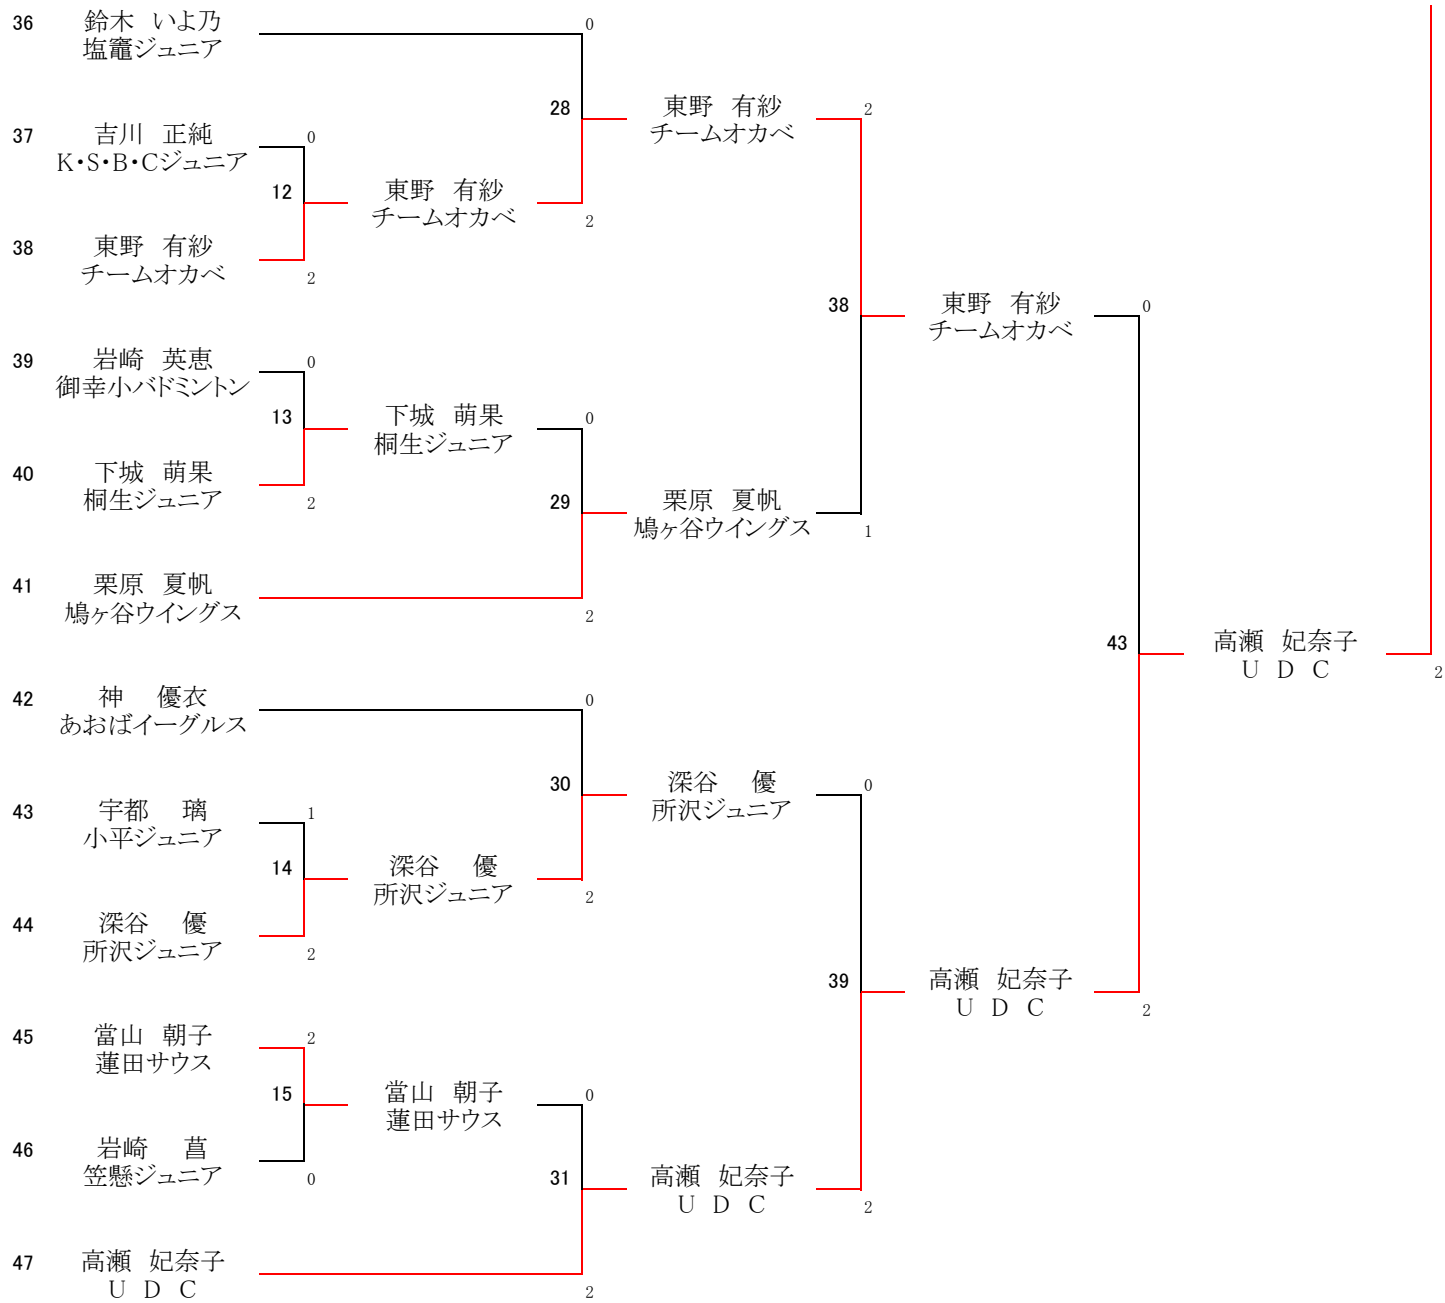 36
鈴木 いよ乃
塩竈ジュニア
0
28
東野 有紗
チームオカベ
2
37
吉川 正純
K・S・B・Cジュニア
0
12
東野 有紗
チームオカベ
2
38
東野 有紗
チームオカベ
2
38
東野 有紗
チームオカベ
0
39
岩崎 英恵
御幸小バドミントン
0
13
下城 萌果
桐生ジュニア
0
40
下城 萌果
桐生ジュニア
2
29
栗原 夏帆
鳩ヶ谷ウイングス
1
41
栗原 夏帆
鳩ヶ谷ウイングス
2
43
高瀬 妃奈子
U D C
2
42
神 優衣
あおばイーグルス
0
30
深谷 優
所沢ジュニア
0
43
宇都 璃
小平ジュニア
1
14
深谷 優
所沢ジュニア
2
44
深谷 優
所沢ジュニア
2
39
高瀬 妃奈子
U D C
2
45
當山 朝子
蓮田サウス
2
15
當山 朝子
蓮田サウス
0
46
岩崎 菖
笠懸ジュニア
0
31
高瀬 妃奈子
U D C
2
47
高瀬 妃奈子
U D C
2